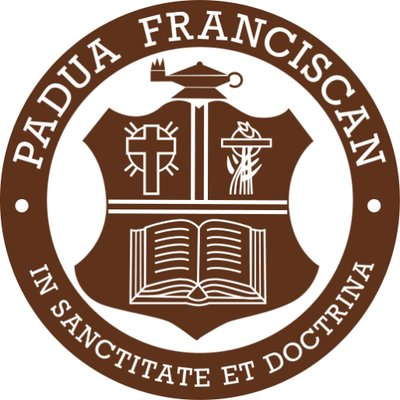 PADUA FRANCISCAN
IN SANCTITATE ET DOCTRINA